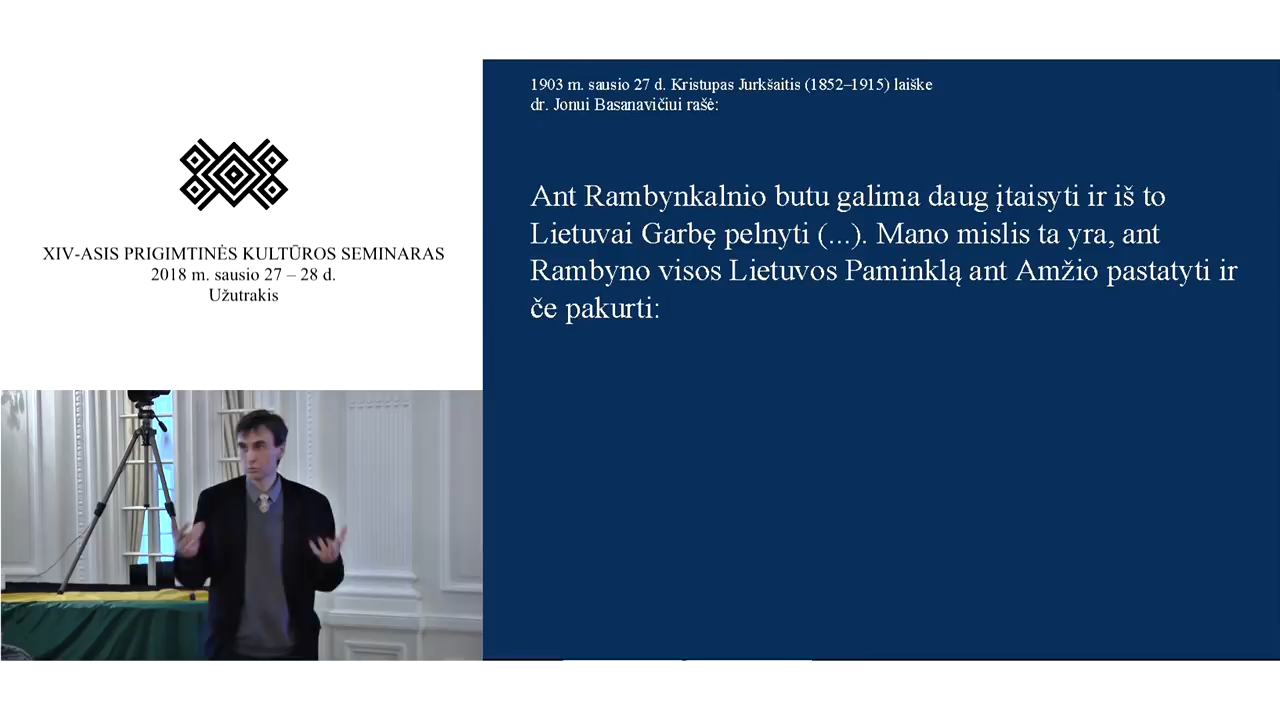 XIV-ASIS PRIGIMTINĖS KULTŪROS SEMINARAS
2018 m. sausio 27 – 28 d.
Užutrakis
1903 m. sausio 27 d. Kristupas Jurkšaitis (1852–1915) laiške
dr. Jonui Basanavičiui rašė:
Ant Rambynkalnio butu galima daug įtaisyti ir iš to
Lietuvai Garbę pelnyti (...). Mano mislis ta yra, ant
Rambyno visos Lietuvos Paminklą ant Amžio pastatyti ir
če pakurti: